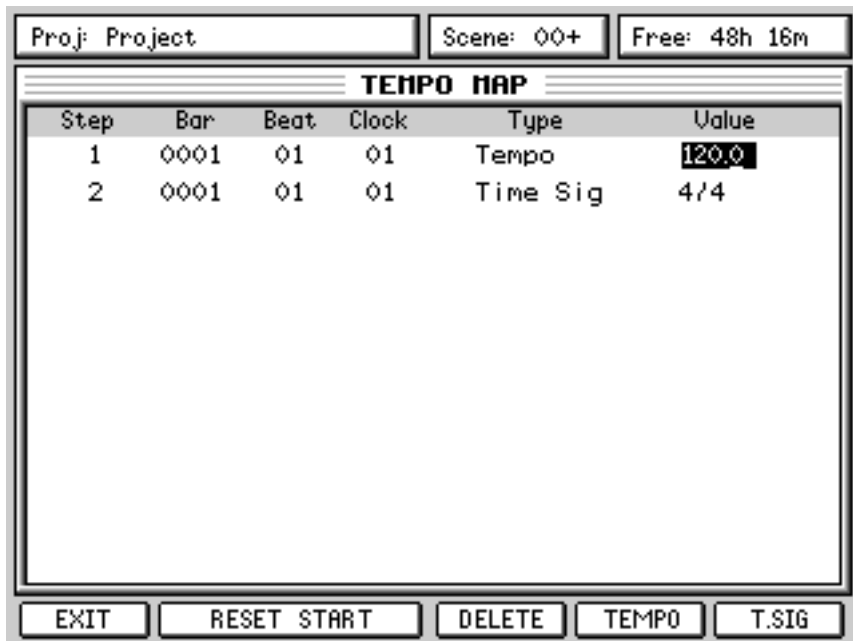 Proj: Project Scene: 00+ Free: 48h 16m
TEMPO MAP
Step Bar Beat Clock Type Value
1 0001 01 01 Tempo 120.0
2 0001 01 01 Time Sig 4/4
EXIT RESET START DELETE TEMPO T.SIG